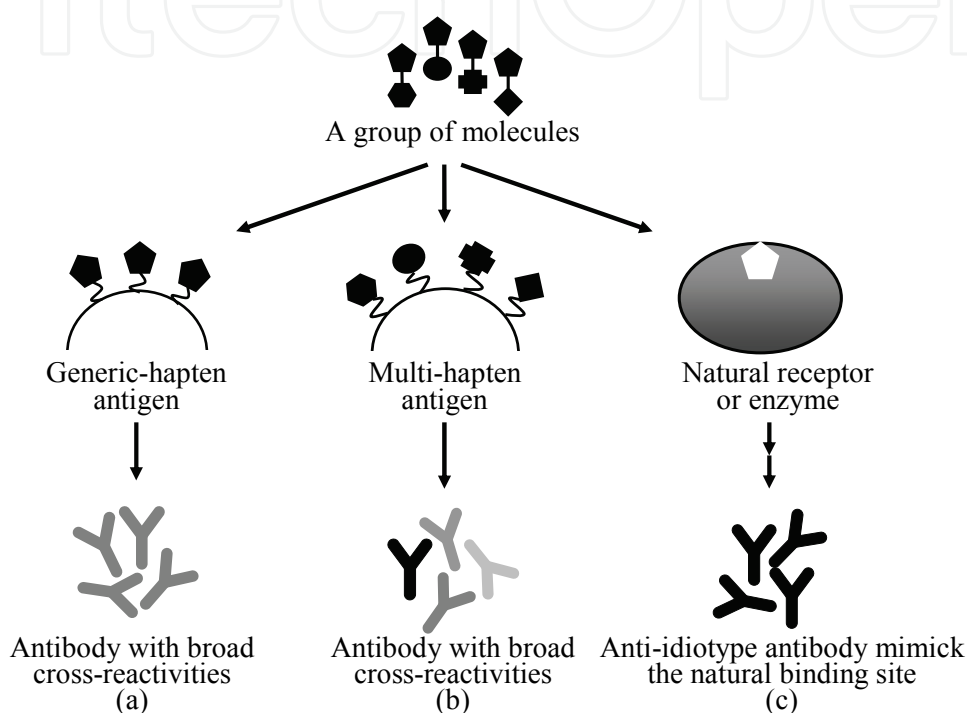 A group of molecules
Generic-hapten
antigen
Multi-hapten
antigen
Natural receptor
or enzyme
Antibody with broad
cross-reactivities
(a)
Antibody with broad
cross-reactivities
(b)
Anti-idiotype antibody mimick
the natural binding site
(c)